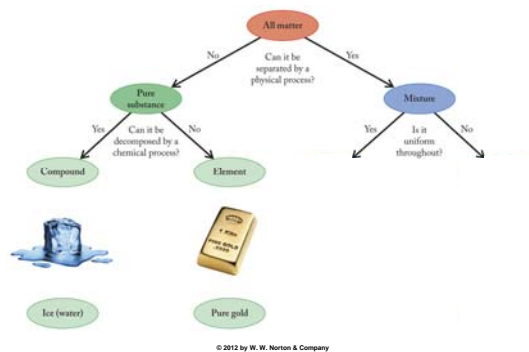 All matter
No
Can it be
separated by a
physical process?
Yes
Pure
substance
Mixture
Yes
Can it be
decomposed by a
chemical process?
No
Yes
Is it
uniform
throughout?
No
Compound
Element
FINE GOLD
Ice (water)
Pure gold
© 2012 by W. W. Norton & Company